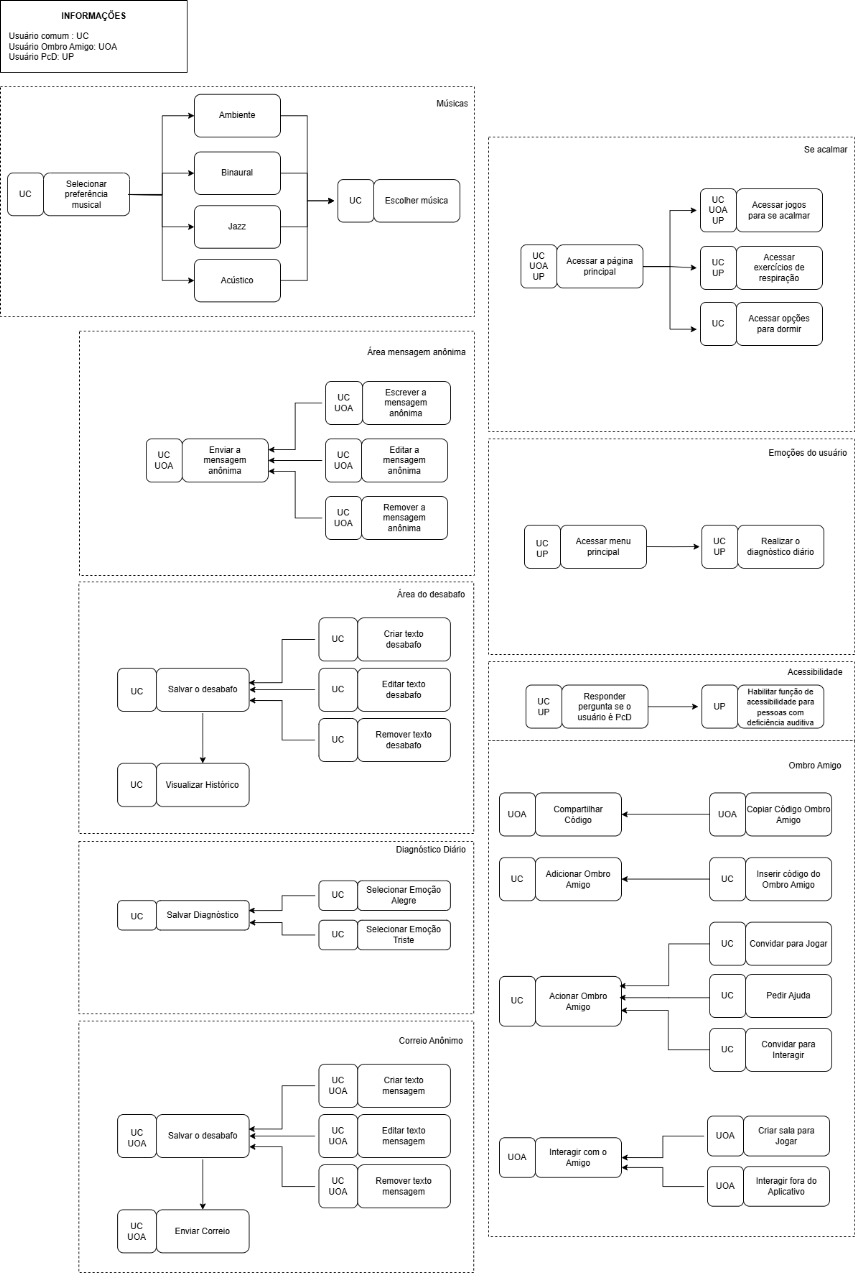 INFORMAÇÕES
Usuário comum : UC
Usuário Ombro Amigo: UOA
Usuário PcD: UP
Músicas
UC
Selecionar
preferência
musical
Ambiente
Binaural
Jazz
Acústico
UC
Escolher música
Se acalmar
UC
UOA
UP
Acessar a página
principal
UC
UOA
UP
Acessar jogos
para se acalmar
UC
UP
Acessar
exercícios de
respiração
UC
Acessar opções
para dormir
Área mensagem anônima
UC
UOA
Enviar a
mensagem
anônima
UC
UOA
Escrever a
mensagem
anônima
UC
UOA
Editar a
mensagem
anônima
UC
UOA
Remover a
mensagem
anônima
Emoções do usuário
UC
UP
Acessar menu
principal
UC
UP
Realizar o
diagnóstico diário
Área do desabafo
UC
Salvar o desabafo
UC
Criar texto
desabafo
UC
Editar texto
desabafo
UC
Remover texto
desabafo
UC
Visualizar Histórico
Acessibilidade
UC
UP
Responder
pergunta se o
usuário é PcD
UP
Habilitar função de
acessibilidade para
pessoas com
deficiência auditiva
Diagnóstico Diário
UC
Salvar Diagnóstico
UC
Selecionar Emoção
Alegre
UC
Selecionar Emoção
Triste
Ombro Amigo
UOA
Compartilhar
Código
UOA
Copiar Código Ombro
Amigo
UC
Adicionar Ombro
Amigo
UC
Inserir código do
Ombro Amigo
UC
Acionar Ombro
Amigo
UC
Convidar para Jogar
UC
Pedir Ajuda
UC
Convidar para
Interagir
UOA
Interagir com o
Amigo
UOA
Criar sala para
Jogar
UOA
Interagir fora do
Aplicativo
Correio Anônimo
UC
UOA
Salvar o desabafo
UC
UOA
Criar texto
mensagem
UC
UOA
Editar texto
mensagem
UC
UOA
Remover texto
mensagem
UC
UOA
Enviar Correio